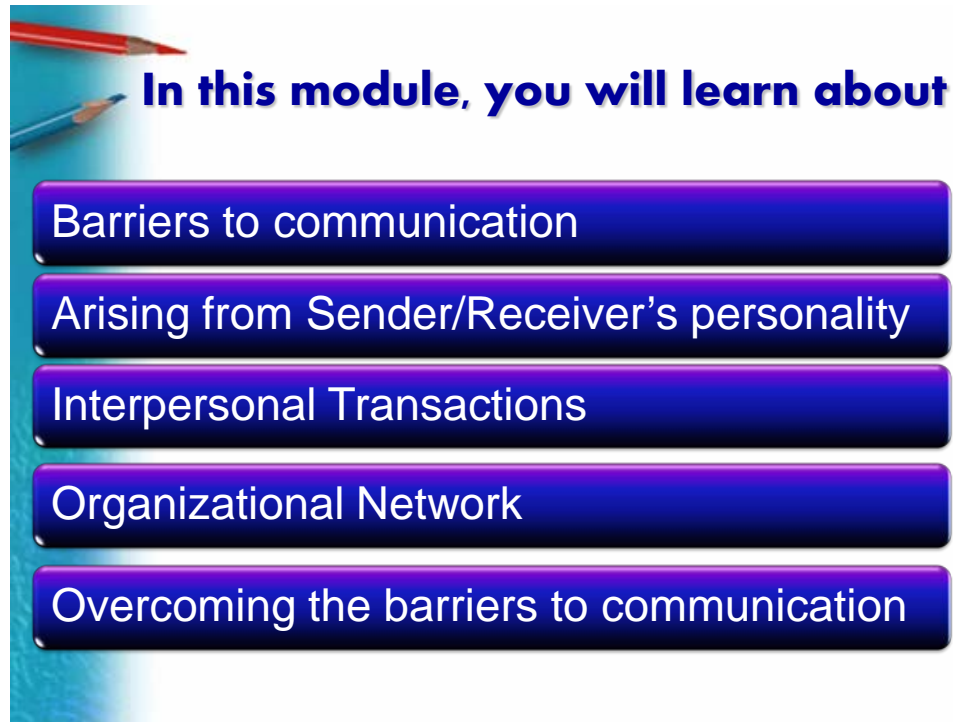 In this module, you will learn about
Barriers to communication
Arising from Sender/Receiver’s personality
Interpersonal Transactions
Organizational Network
Overcoming the barriers to communication